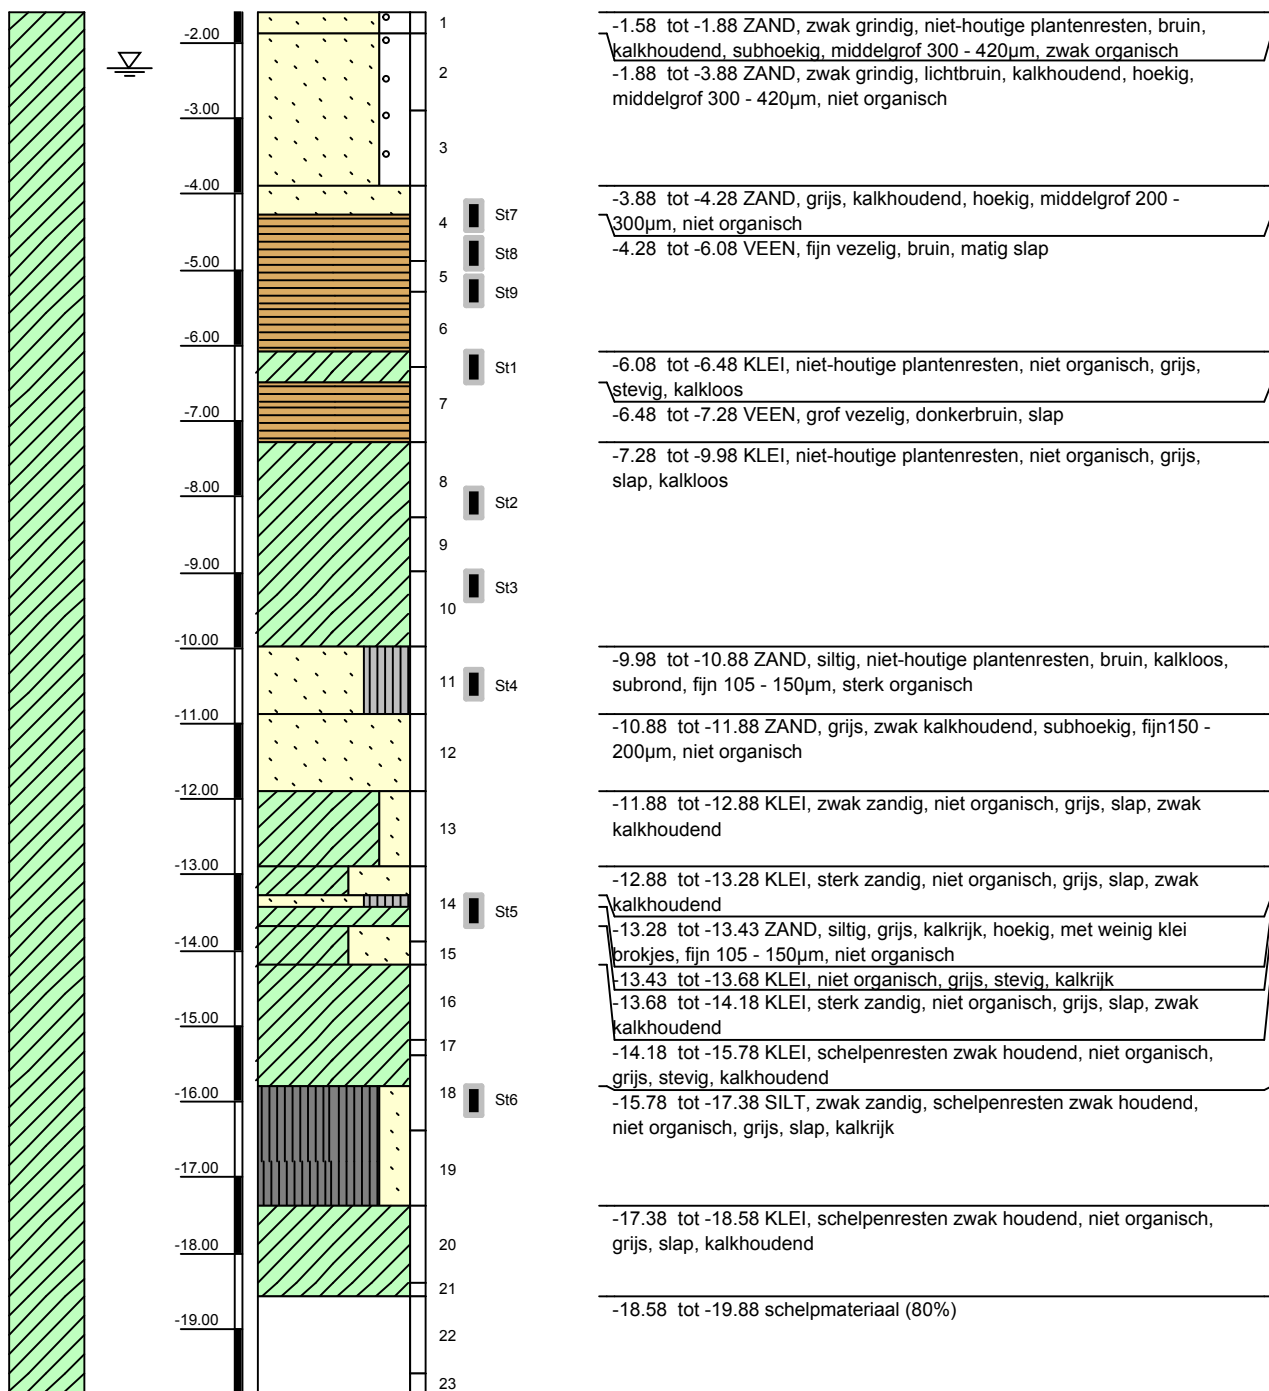 -2.00
-3.00
-4.00
-5.00
-6.00
-7.00
-8.00
-9.00
-10.00
-11.00
-12.00
-13.00
-14.00
-15.00
-16.00
-17.00
-18.00
-19.00
1
2
3
4
5
6
7
8
9
10
11
12
13
14
15
16
17
18
19
20
21
22
23
St7
St8
St9
St1
St2
St3
St4
St5
St6
-1.58 tot -1.88 ZAND, zwak grindig, niet-houtige plantenresten, bruin,
kalkhoudend, subhoekig, middelgrof 300 - 420µm, zwak organisch
-1.88 tot -3.88 ZAND, zwak grindig, lichtbruin, kalkhoudend, hoekig,
middelgrof 300 - 420µm, niet organisch
-3.88 tot -4.28 ZAND, grijs, kalkhoudend, hoekig, middelgrof 200 -
300µm, niet organisch
-4.28 tot -6.08 VEEN, fijn vezelig, bruin, matig slap
-6.08 tot -6.48 KLEI, niet-houtige plantenresten, niet organisch, grijs,
stevig, kalkloos
-6.48 tot -7.28 VEEN, grof vezelig, donkerbruin, slap
-7.28 tot -9.98 KLEI, niet-houtige plantenresten, niet organisch, grijs,
slap, kalkloos
-9.98 tot -10.88 ZAND, siltig, niet-houtige plantenresten, bruin, kalkloos,
subrond, fijn 105 - 150µm, sterk organisch
-10.88 tot -11.88 ZAND, grijs, zwak kalkhoudend, subhoekig, fijn150 -
200µm, niet organisch
-11.88 tot -12.88 KLEI, zwak zandig, niet organisch, grijs, slap, zwak
kalkhoudend
-12.88 tot -13.28 KLEI, sterk zandig, niet organisch, grijs, slap, zwak
kalkhoudend
-13.28 tot -13.43 ZAND, siltig, grijs, kalkrijk, hoekig, met weinig klei
brokjes, fijn 105 - 150µm, niet organisch
-13.43 tot -13.68 KLEI, niet organisch, grijs, stevig, kalkrijk
-13.68 tot -14.18 KLEI, sterk zandig, niet organisch, grijs, slap, zwak
kalkhoudend
-14.18 tot -15.78 KLEI, schelpenresten zwak houdend, niet organisch,
grijs, stevig, kalkhoudend
-15.78 tot -17.38 SILT, zwak zandig, schelpenresten zwak houdend,
niet organisch, grijs, slap, kalkrijk
-17.38 tot -18.58 KLEI, schelpenresten zwak houdend, niet organisch,
grijs, slap, kalkhoudend
-18.58 tot -19.88 schelpmateriaal (80%)